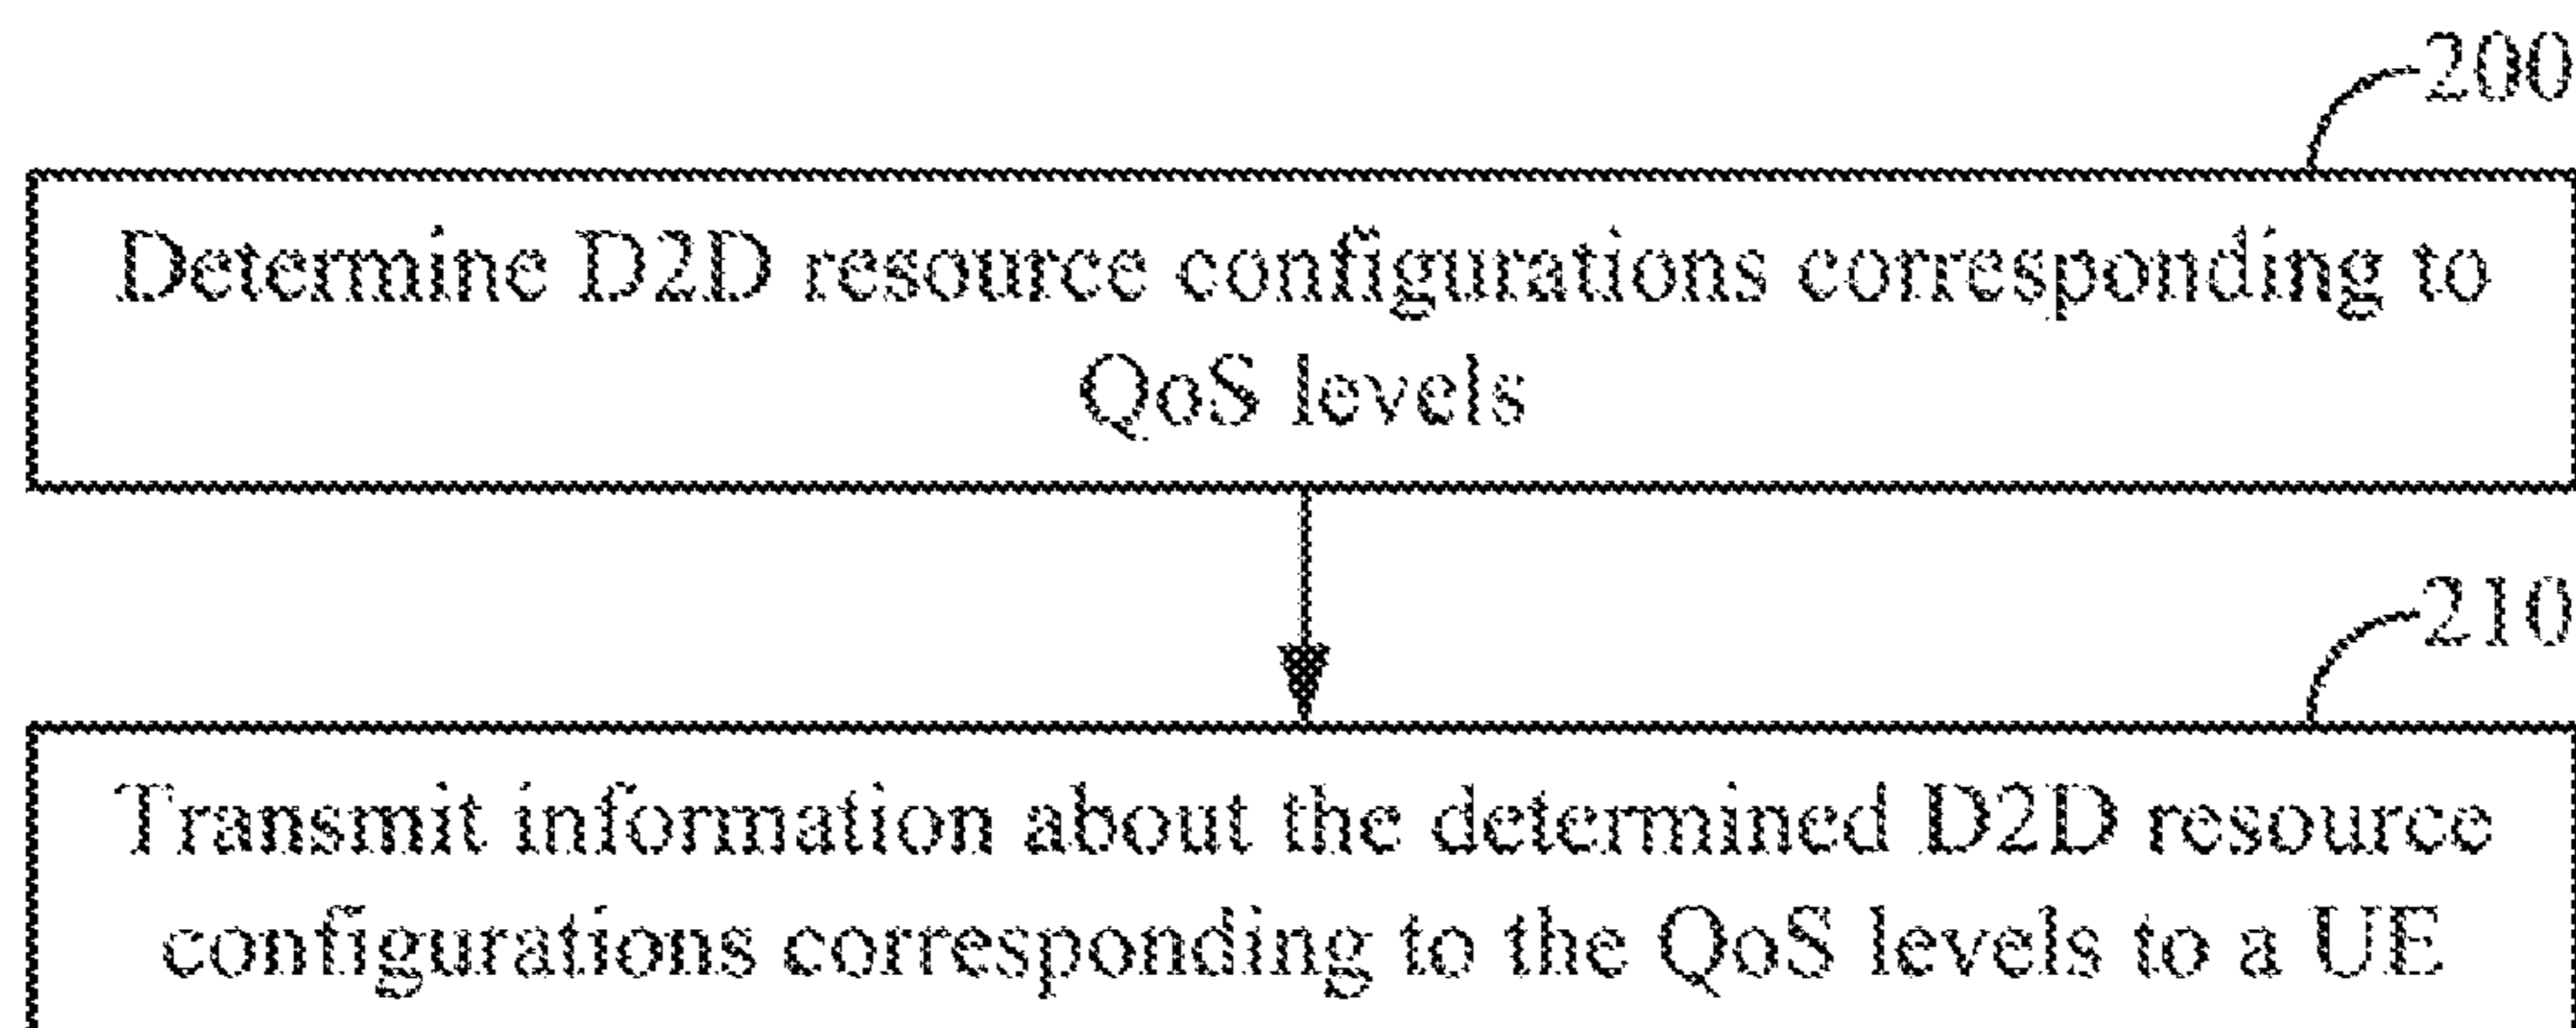 200
Determine D2D resource configurations corresponding to
QoS levels
210
Transmit information about the determined D2D resource
configurations corresponding to the QoS levels to a UE